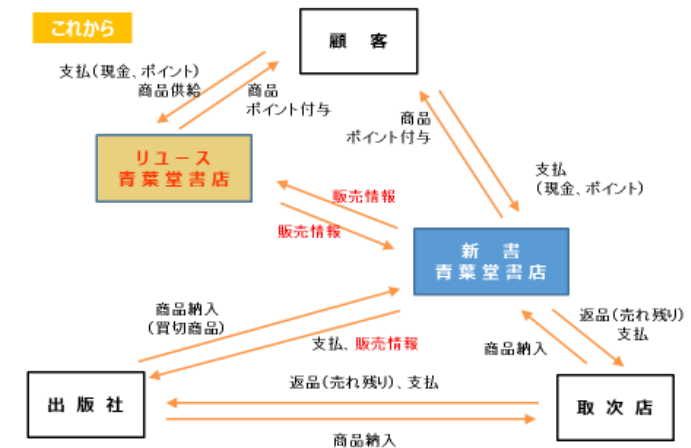 これから
顧 客
支払(現金、ポイント)
商品供給
商品
ポイント付与
商品
ポイント付与
リユース
青葉堂書店
支払
(現金、ポイント)
販売情報
販売情報
新 書
青葉堂書店
商品納入
(買切商品)
返品(売れ残り)
支払
支払、販売情報
商品納入
出 版 社
返品(売れ残り)、支払
取 次 店
商品納入